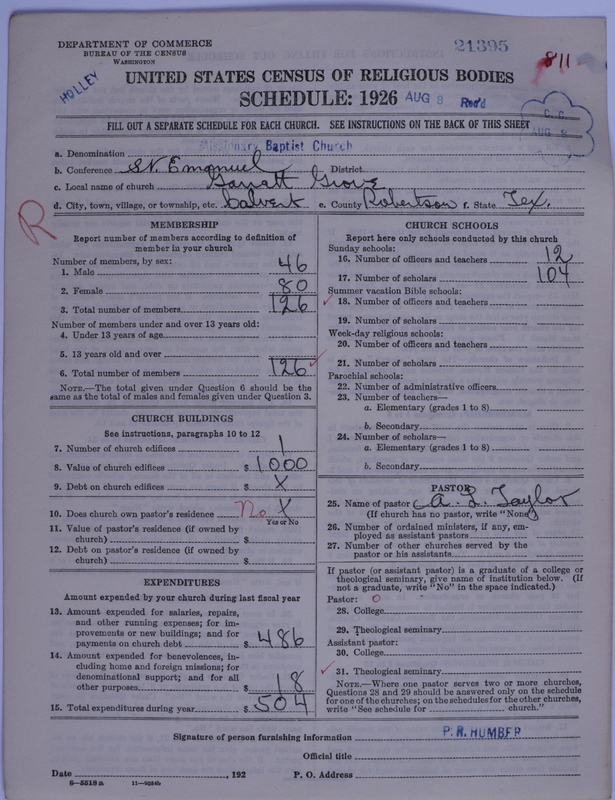 DEPARTMENT OF COMMERCE
BUREAU OF THE CENSUS
WASHINGTON
21395
811
HOLLEY
UNITED STATES CENSUS OF RELIGIOUS BODIES
SCHEDULE: 1926 AUG 8 Rec'd
FILL OUT A SEPARATE SCHEDULE FOR EACH CHURCH. SEE INSTRUCTIONS ON THE BACK OF THIS SHEET
C. C.
AUG 8
a. Denomination Missionary Baptist Church
b. Conference St. Emanuel District
c. Local name of church Garratt Grove
d. City, town, village, or township, etc. Calvert e. County Robertson f. State Tex.
R
MEMBERSHIP
Report number of members according to definition of
member in your church
Number of members, by sex:
1. Male 46
2. Female 80
3. Total number of members 126
Number of members under and over 13 years old:
4. Under 13 years of age
5. 13 years old and over
6. Total number of members 126
NOTE.—The total given under Question 6 should be the
same as the total of males and females given under Question 3.
CHURCH BUILDINGS
See instructions, paragraphs 10 to 12
7. Number of church edifices 1
8. Value of church edifices $ 1000
9. Debt on church edifices $ X
10. Does church own pastor's residence No X
Yes or No
11. Value of pastor's residence (if owned by
church) $
12. Debt on pastor's residence (if owned by
church) $
EXPENDITURES
Amount expended by your church during last fiscal year
13. Amount expended for salaries, repairs,
and other running expenses; for im-
provements or new buildings; and for
payments on church debt $ 486
14. Amount expended for benevolences, in-
cluding home and foreign missions; for
denominational support; and for all
other purposes $ 18
15. Total expenditures during year $ 504
CHURCH SCHOOLS
Report here only schools conducted by this church
Sunday schools:
16. Number of officers and teachers 12
17. Number of scholars 104
Summer vacation Bible schools:
18. Number of officers and teachers
19. Number of scholars
Week-day religious schools:
20. Number of officers and teachers
21. Number of scholars
Parochial schools:
22. Number of administrative officers
23. Number of teachers—
a. Elementary (grades 1 to 8)
b. Secondary
24. Number of scholars—
a. Elementary (grades 1 to 8)
b. Secondary
PASTOR
25. Name of pastor A. L. Taylor
(If church has no pastor, write "None")
26. Number of ordained ministers, if any, em-
ployed as assistant pastors
27. Number of other churches served by the
pastor or his assistants
If pastor (or assistant pastor) is a graduate of a college or
theological seminary, give name of institution below. (If
not a graduate, write "No" in the space indicated.)
Pastor: O
28. College
29. Theological seminary
Assistant pastor:
30. College
31. Theological seminary
NOTE.—Where one pastor serves two or more churches,
Questions 28 and 29 should be answered only on the schedule
for one of the churches; on the schedules for the other churches,
write "See schedule for church."
Signature of person furnishing information P. R. HUMBER
Official title
Date , 192 P. O. Address
8—5518 a 11—9024b